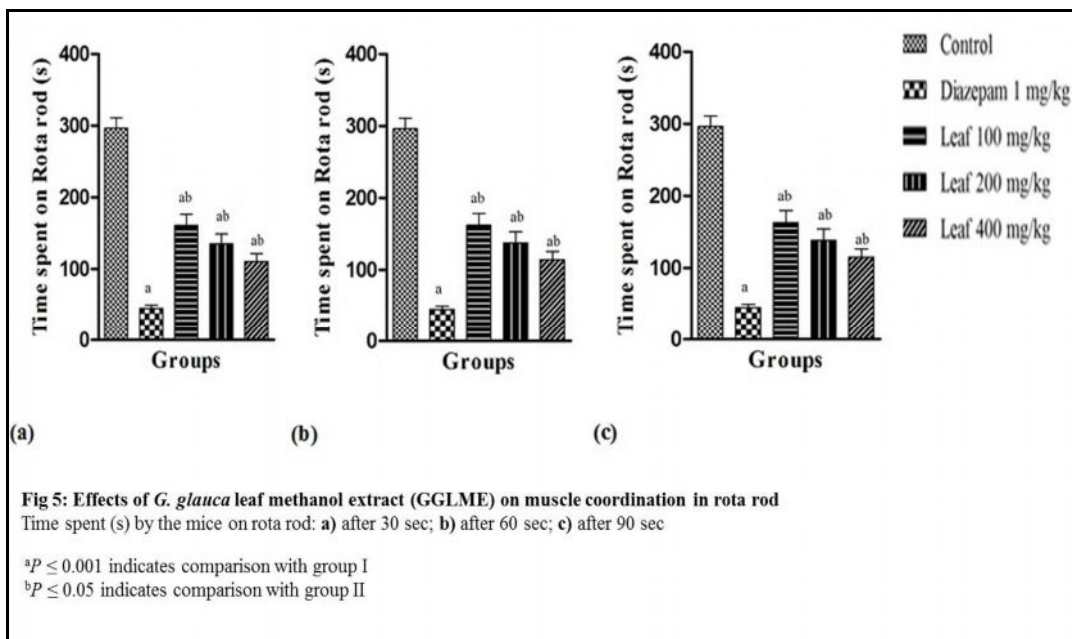 400
300
200
100
0
Time spent on Rota rod (s)
a
ab
ab
ab
Groups
(a)
400
300
200
100
0
Time spent on Rota rod (s)
a
ab
ab
ab
Groups
(b)
400
300
200
100
0
Time spent on Rota rod (s)
a
ab
ab
ab
Groups
(c)
Control
Diazepam 1 mg/kg
Leaf 100 mg/kg
Leaf 200 mg/kg
Leaf 400 mg/kg
Fig 5: Effects of G. glauca leaf methanol extract (GGLME) on muscle coordination in rota rod
Time spent (s) by the mice on rota rod: a) after 30 sec; b) after 60 sec; c) after 90 sec
ᵃP ≤ 0.001 indicates comparison with group I
ᵇP ≤ 0.05 indicates comparison with group II